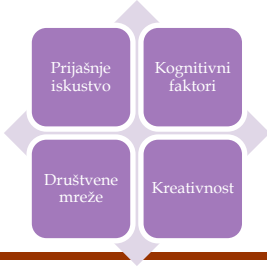 Prijašnje
iskustvo
Kognitivni
faktori
Društvene
mreže
Kreativnost